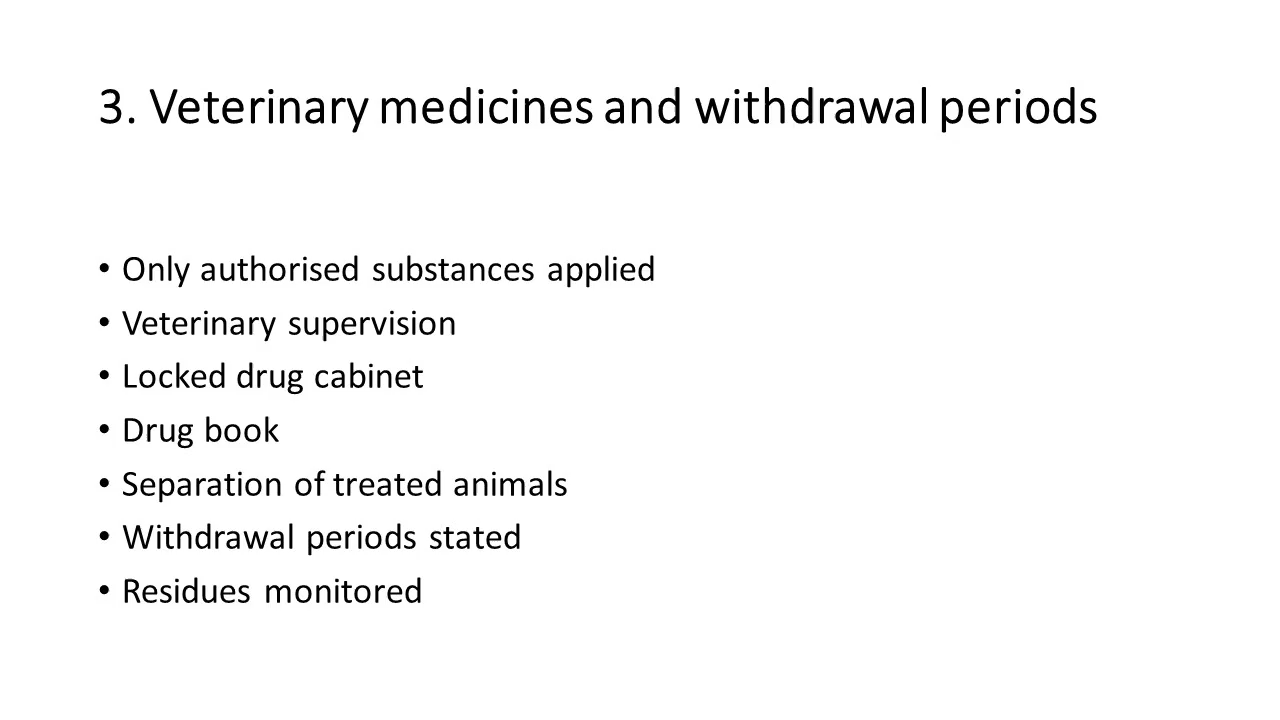 3. Veterinary medicines and withdrawal periods
• Only authorised substances applied
• Veterinary supervision
• Locked drug cabinet
• Drug book
• Separation of treated animals
• Withdrawal periods stated
• Residues monitored